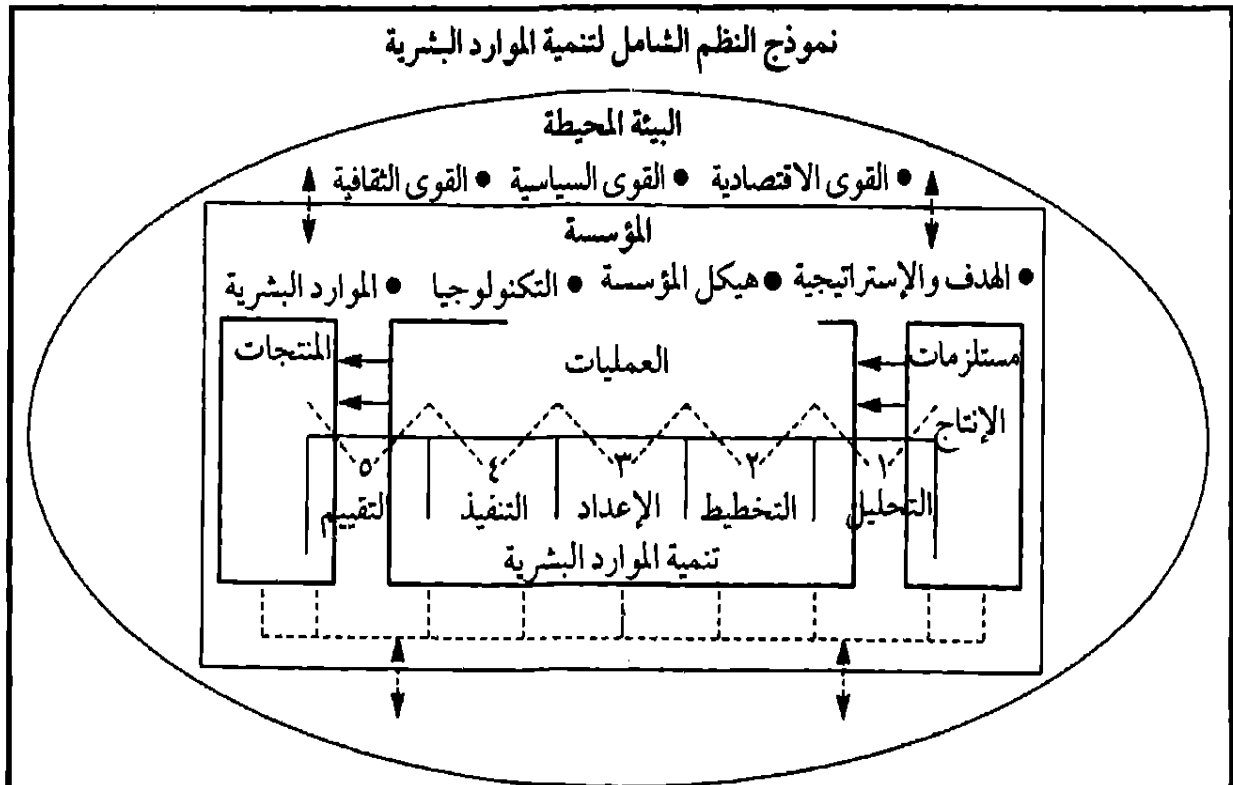 نموذج النظم الشامل لتنمية الموارد البشرية
البيئة المحيطة
• القوى الاقتصادية • القوى السياسية • القوى الثقافية
المؤسسة
• الهدف والإستراتيجية • هيكل المؤسسة • التكنولوجيا • الموارد البشرية
مستلزمات
الإنتاج
العمليات
المنتجات
١ ٢ ٣ ٤ ٥
التحليل التخطيط الإعداد التنفيذ التقييم
تنمية الموارد البشرية